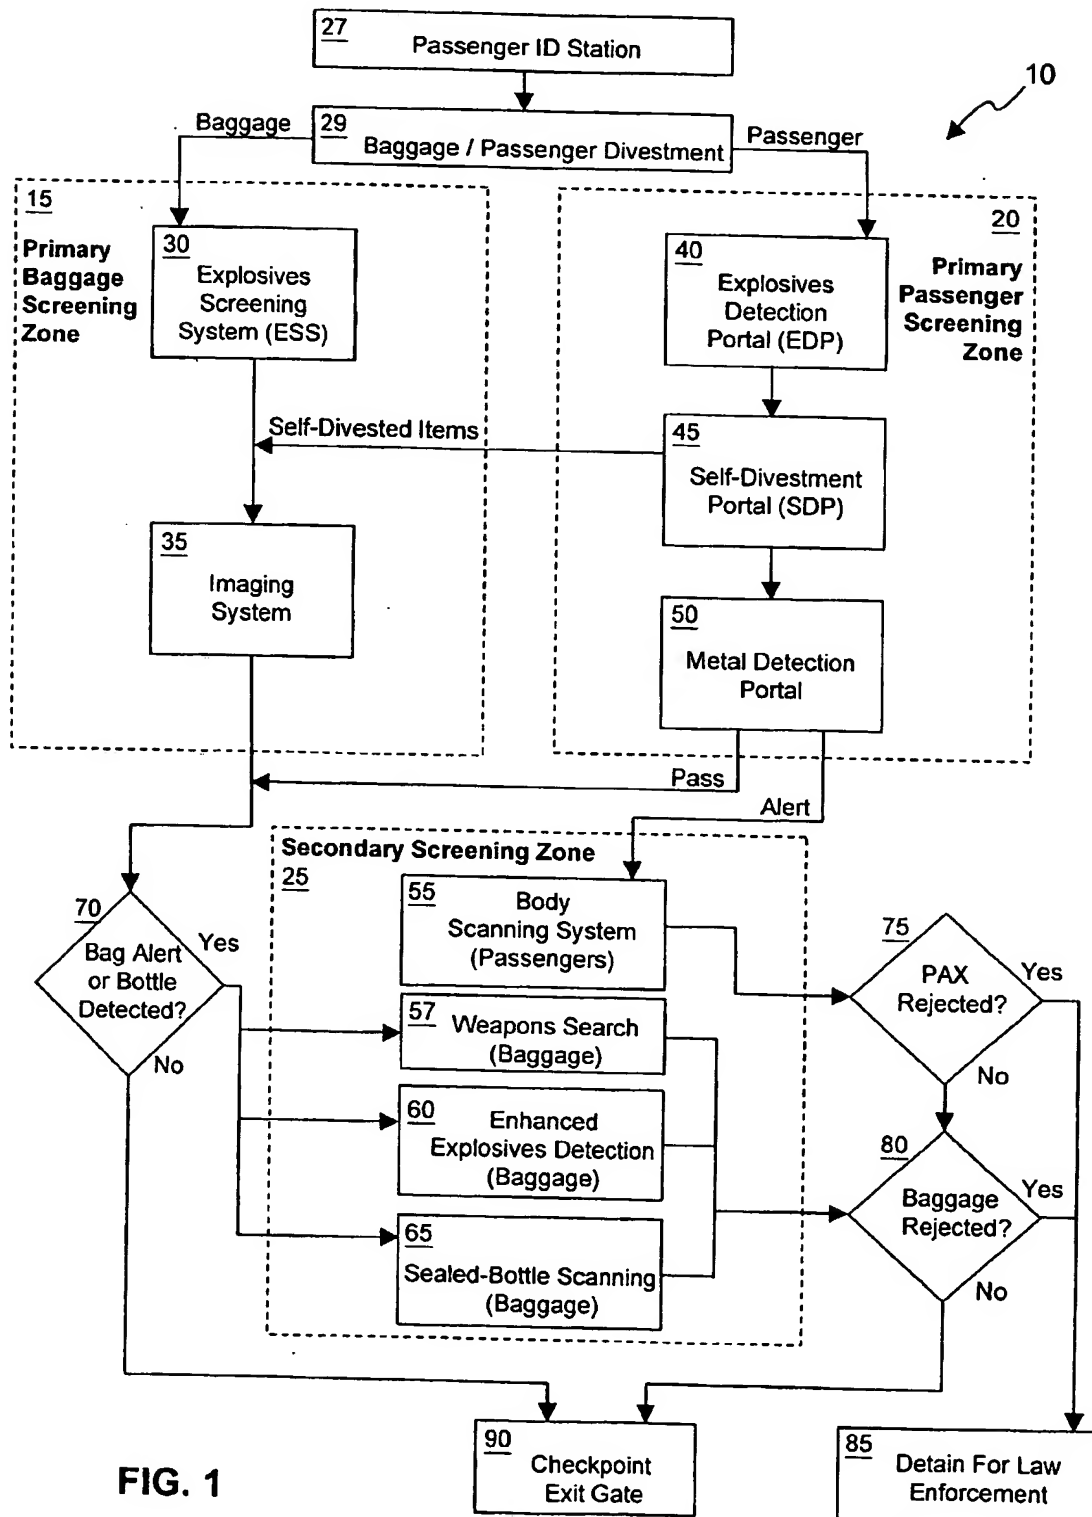 27
Passenger ID Station
10
Baggage
29
Baggage / Passenger Divestment
Passenger
15
Primary
Baggage
Screening
Zone
30
Explosives
Screening
System (ESS)
20
Primary
Passenger
Screening
Zone
40
Explosives
Detection
Portal (EDP)
Self-Divested Items
45
Self-Divestment
Portal (SDP)
35
Imaging
System
50
Metal Detection
Portal
Pass
Alert
Secondary Screening Zone
25
55
Body
Scanning System
(Passengers)
70
Bag Alert
or Bottle
Detected?
Yes
No
57
Weapons Search
(Baggage)
60
Enhanced
Explosives Detection
(Baggage)
65
Sealed-Bottle Scanning
(Baggage)
75
PAX
Rejected?
Yes
No
80
Baggage
Rejected?
Yes
No
90
Checkpoint
Exit Gate
85
Detain For Law
Enforcement
FIG. 1